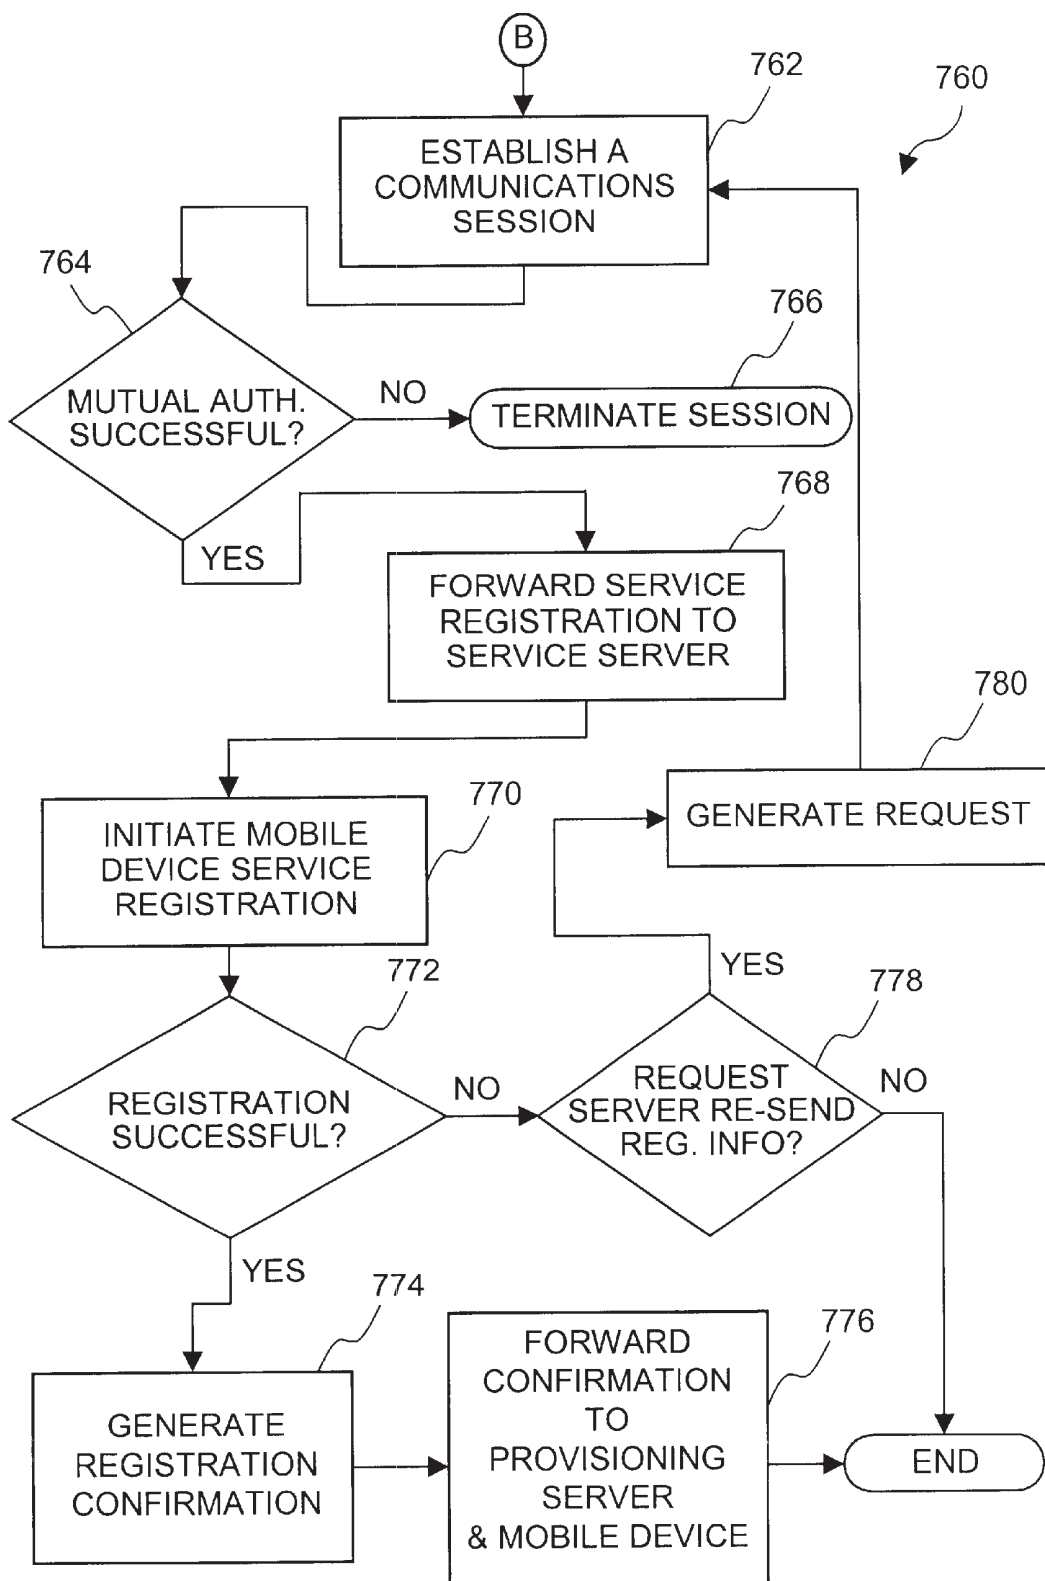 B
762
760
ESTABLISH A
COMMUNICATIONS
SESSION
764
766
MUTUAL AUTH.
SUCCESSFUL?
NO
TERMINATE SESSION
768
YES
FORWARD SERVICE
REGISTRATION TO
SERVICE SERVER
780
770
GENERATE REQUEST
INITIATE MOBILE
DEVICE SERVICE
REGISTRATION
YES
772
778
REGISTRATION
SUCCESSFUL?
NO
REQUEST
SERVER RE-SEND
REG. INFO?
NO
YES
774
776
GENERATE
REGISTRATION
CONFIRMATION
FORWARD
CONFIRMATION
TO
PROVISIONING
SERVER
& MOBILE DEVICE
END